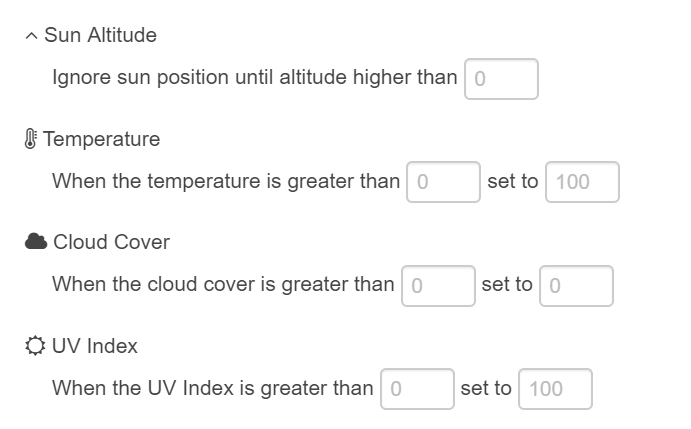 Sun Altitude
Ignore sun position until altitude higher than 0
Temperature
When the temperature is greater than 0 set to 100
Cloud Cover
When the cloud cover is greater than 0 set to 0
UV Index
When the UV Index is greater than 0 set to 100